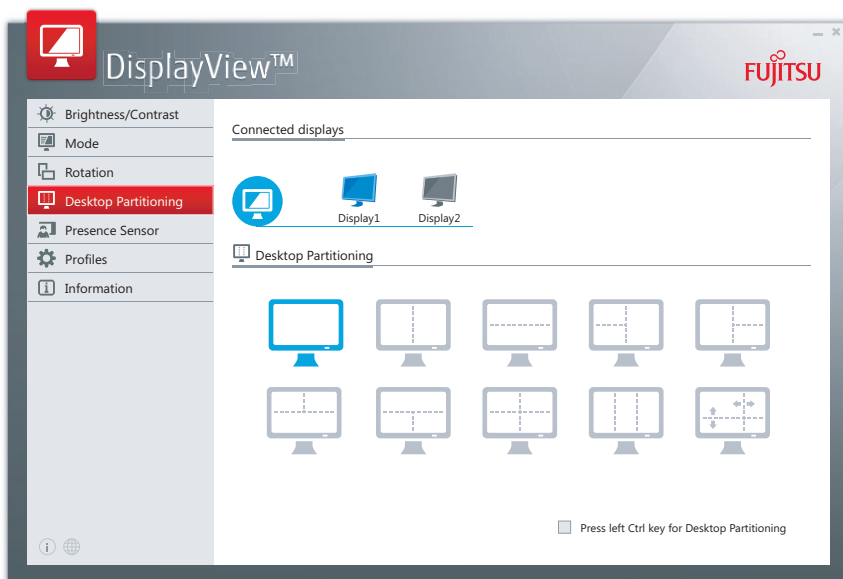 DisplayView™
FUJITSU
Brightness/Contrast
Mode
Rotation
Desktop Partitioning
Presence Sensor
Profiles
Information
Connected displays
Display1 Display2
Desktop Partitioning
Press left Ctrl key for Desktop Partitioning